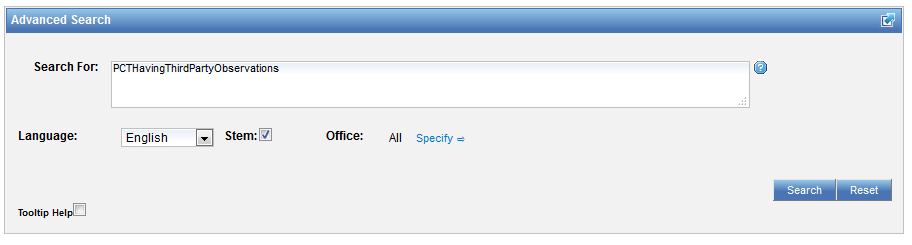 Advanced Search
Search For: PCTHavingThirdPartyObservations ?
Language: English Stem: Office: All Specify ⇨
Search Reset
Tooltip Help